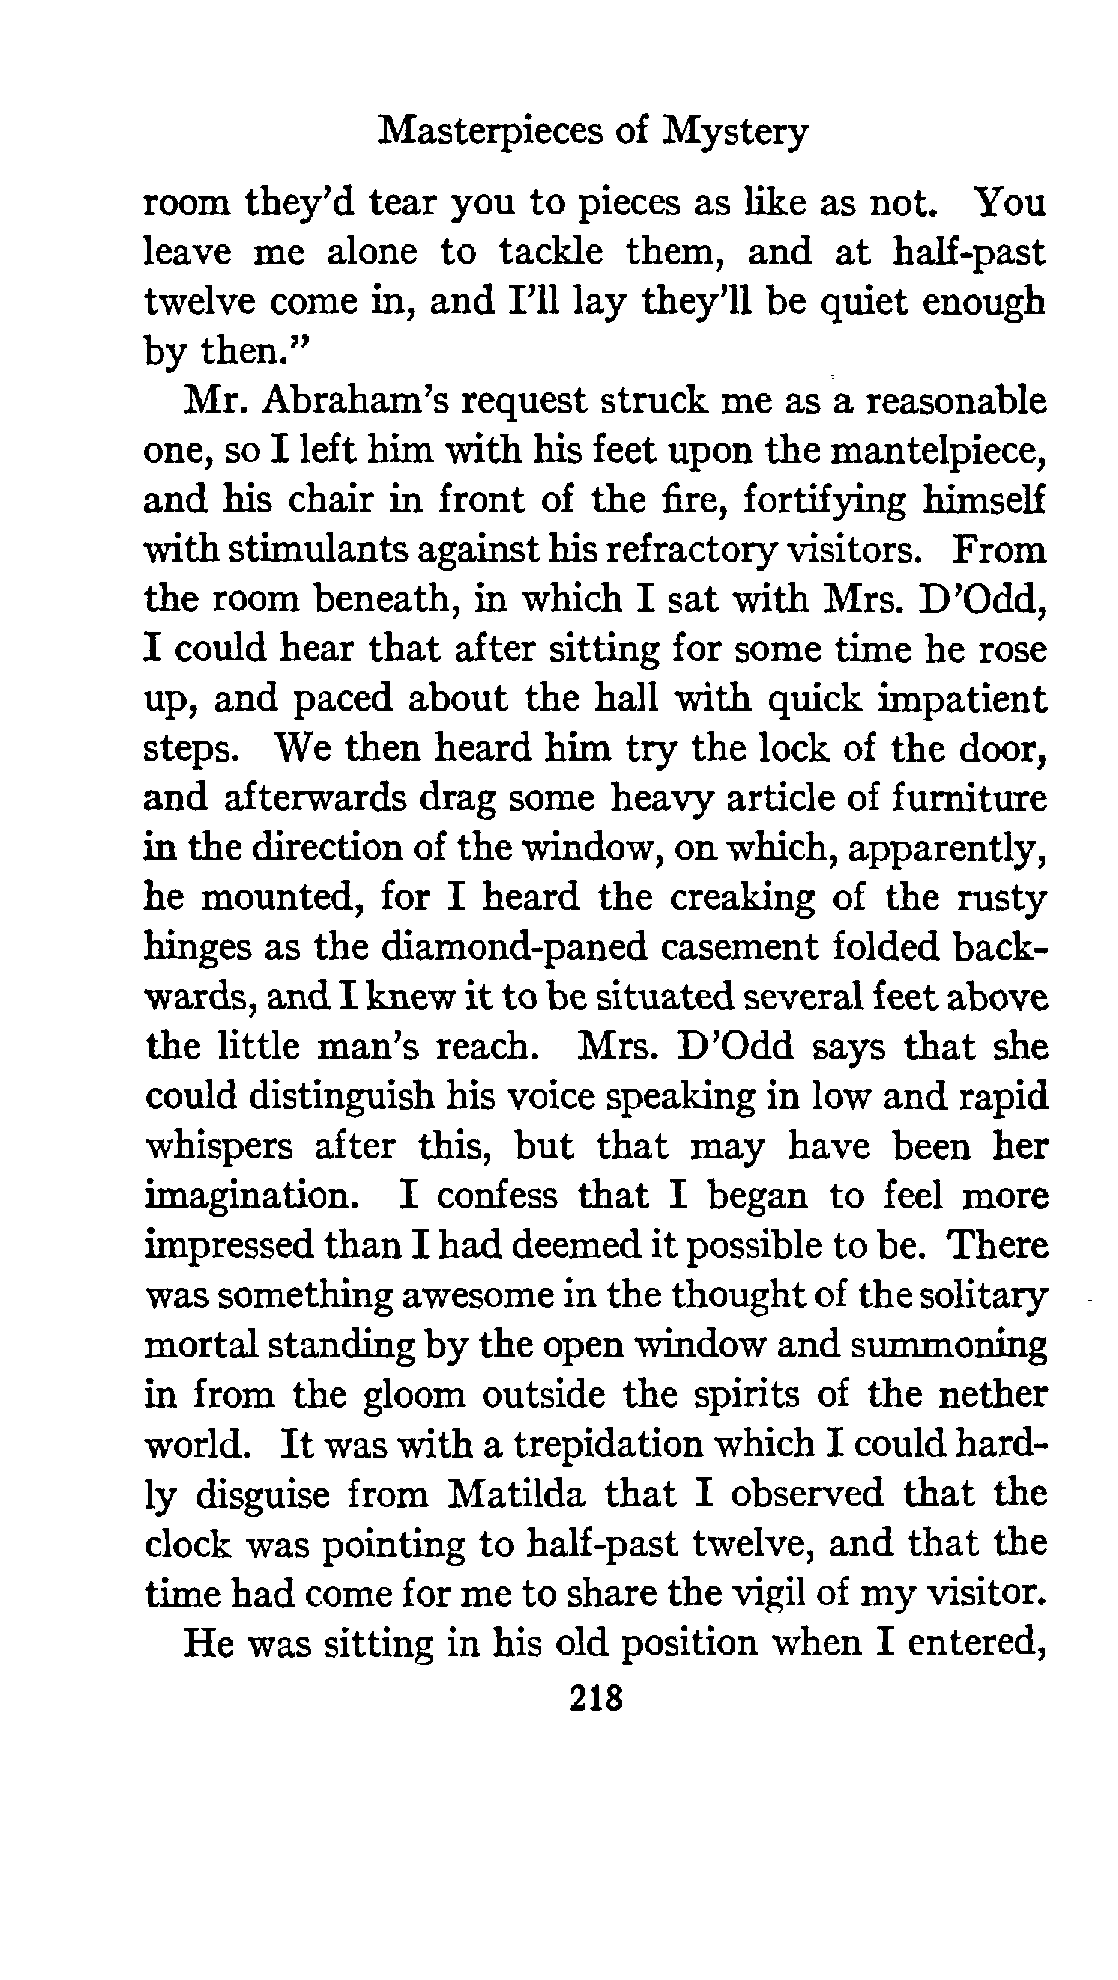 Masterpieces of Mystery
room they'd tear you to pieces as like as not. You
leave me alone to tackle them, and at half-past
twelve come in, and I'll lay they'll be quiet enough
by then."
Mr. Abraham's request struck me as a reasonable
one, so I left him with his feet upon the mantelpiece,
and his chair in front of the fire, fortifying himself
with stimulants against his refractory visitors. From
the room beneath, in which I sat with Mrs. D'Odd,
I could hear that after sitting for some time he rose
up, and paced about the hall with quick impatient
steps. We then heard him try the lock of the door,
and afterwards drag some heavy article of furniture
in the direction of the window, on which, apparently,
he mounted, for I heard the creaking of the rusty
hinges as the diamond-paned casement folded back-
wards, and I knew it to be situated several feet above
the little man's reach. Mrs. D'Odd says that she
could distinguish his voice speaking in low and rapid
whispers after this, but that may have been her
imagination. I confess that I began to feel more
impressed than I had deemed it possible to be. There
was something awesome in the thought of the solitary
mortal standing by the open window and summoning
in from the gloom outside the spirits of the nether
world. It was with a trepidation which I could hard-
ly disguise from Matilda that I observed that the
clock was pointing to half-past twelve, and that the
time had come for me to share the vigil of my visitor.
He was sitting in his old position when I entered,
218